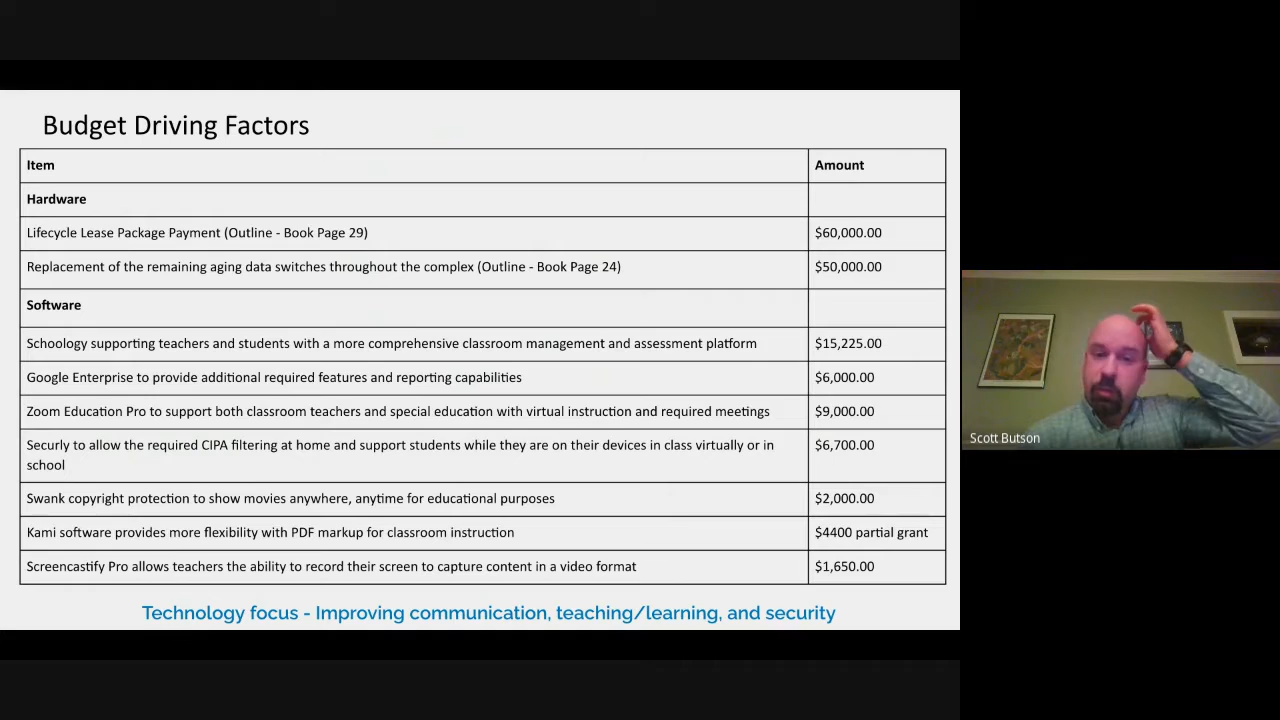 Budget Driving Factors
Item Amount
Hardware
Lifecycle Lease Package Payment (Outline - Book Page 29) $60,000.00
Replacement of the remaining aging data switches throughout the complex (Outline - Book Page 24) $50,000.00
Software
Schoology supporting teachers and students with a more comprehensive classroom management and assessment platform $15,225.00
Google Enterprise to provide additional required features and reporting capabilities $6,000.00
Zoom Education Pro to support both classroom teachers and special education with virtual instruction and required meetings $9,000.00
Securly to allow the required CIPA filtering at home and support students while they are on their devices in class virtually or in $6,700.00
school
Swank copyright protection to show movies anywhere, anytime for educational purposes $2,000.00
Kami software provides more flexibility with PDF markup for classroom instruction $4400 partial grant
Screencastify Pro allows teachers the ability to record their screen to capture content in a video format $1,650.00
Technology focus - Improving communication, teaching/learning, and security
Scott Butson